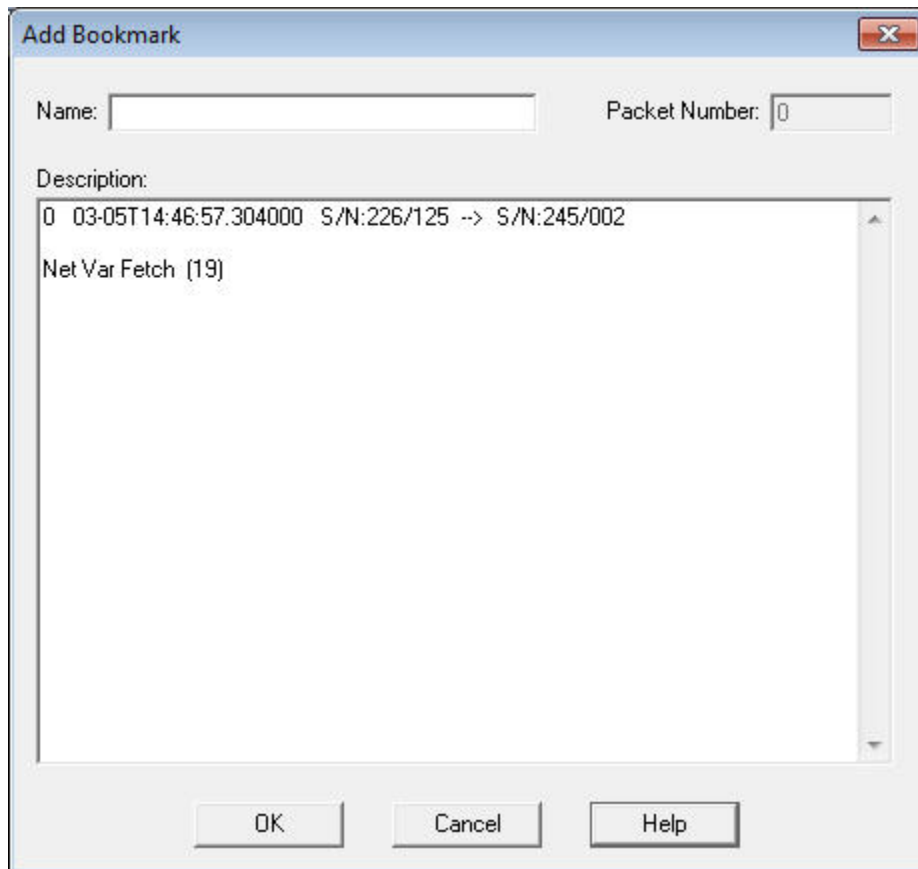 Add Bookmark
Name: Packet Number: 0
Description:
0 03-05T14:46:57.304000 S/N:226/125 --> S/N:245/002
Net Var Fetch (19)
OK Cancel Help